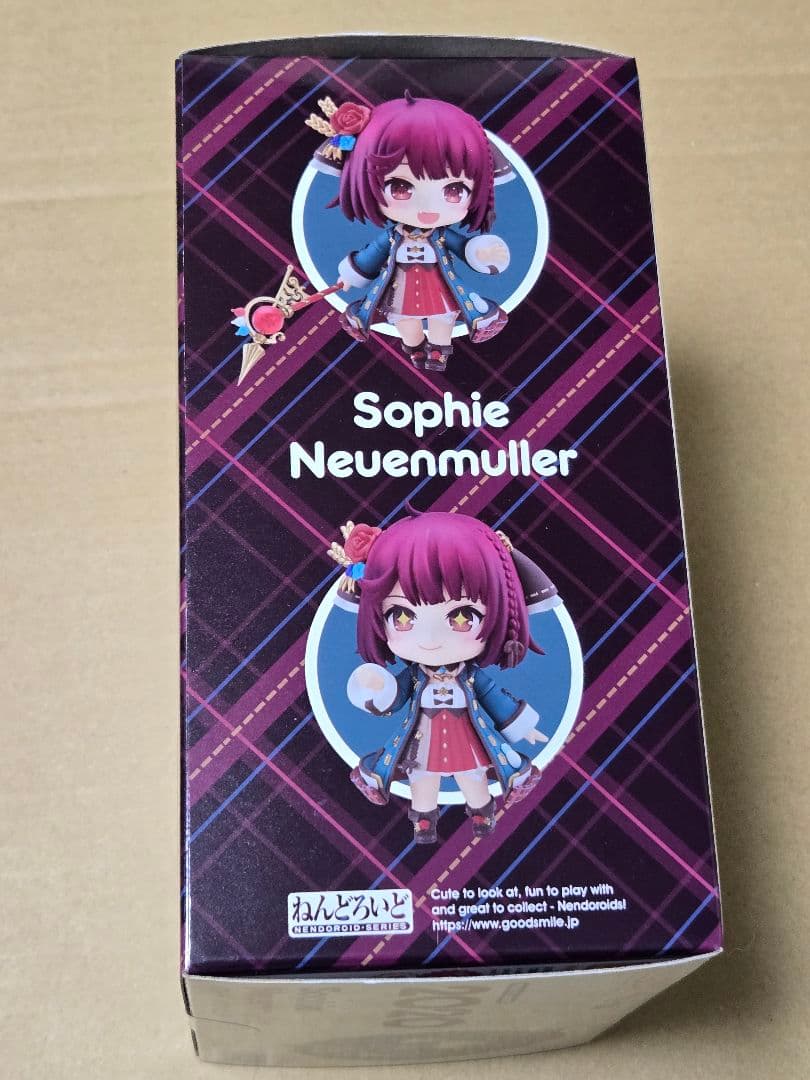 Sophie
Neuenmuller
ねんどろいど
NENDOROID•SERIES
Cute to look at, fun to play with
and great to collect - Nendoroids!
https://www.goodsmile.jp